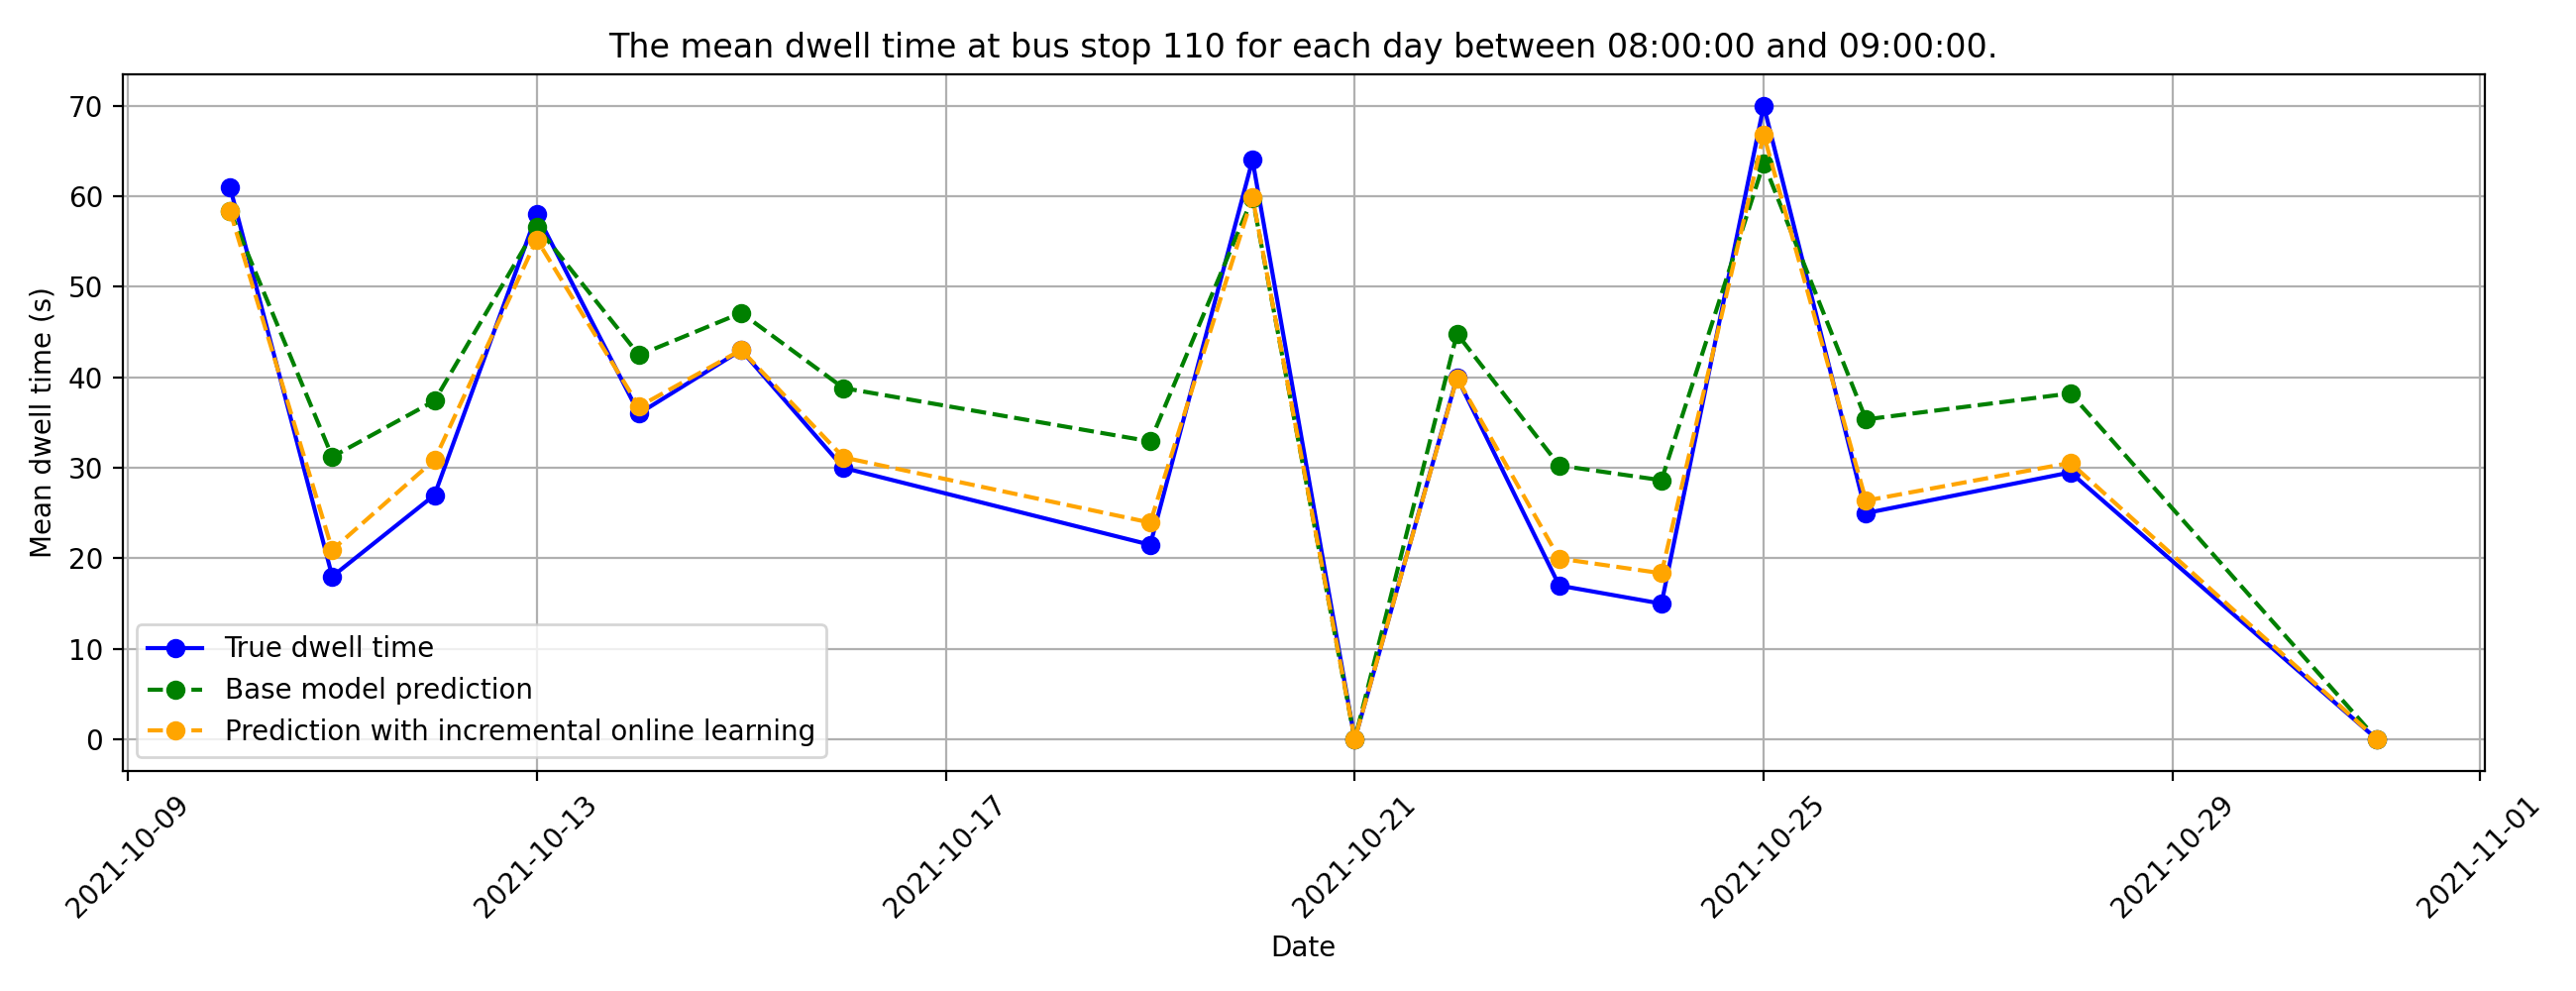 The mean dwell time at bus stop 110 for each day between 08:00:00 and 09:00:00.
Mean dwell time (s)
70
60
50
40
30
20
10
0
True dwell time
Base model prediction
Prediction with incremental online learning
2021-10-09
2021-10-13
2021-10-17
2021-10-21
2021-10-25
2021-10-29
2021-11-01
Date